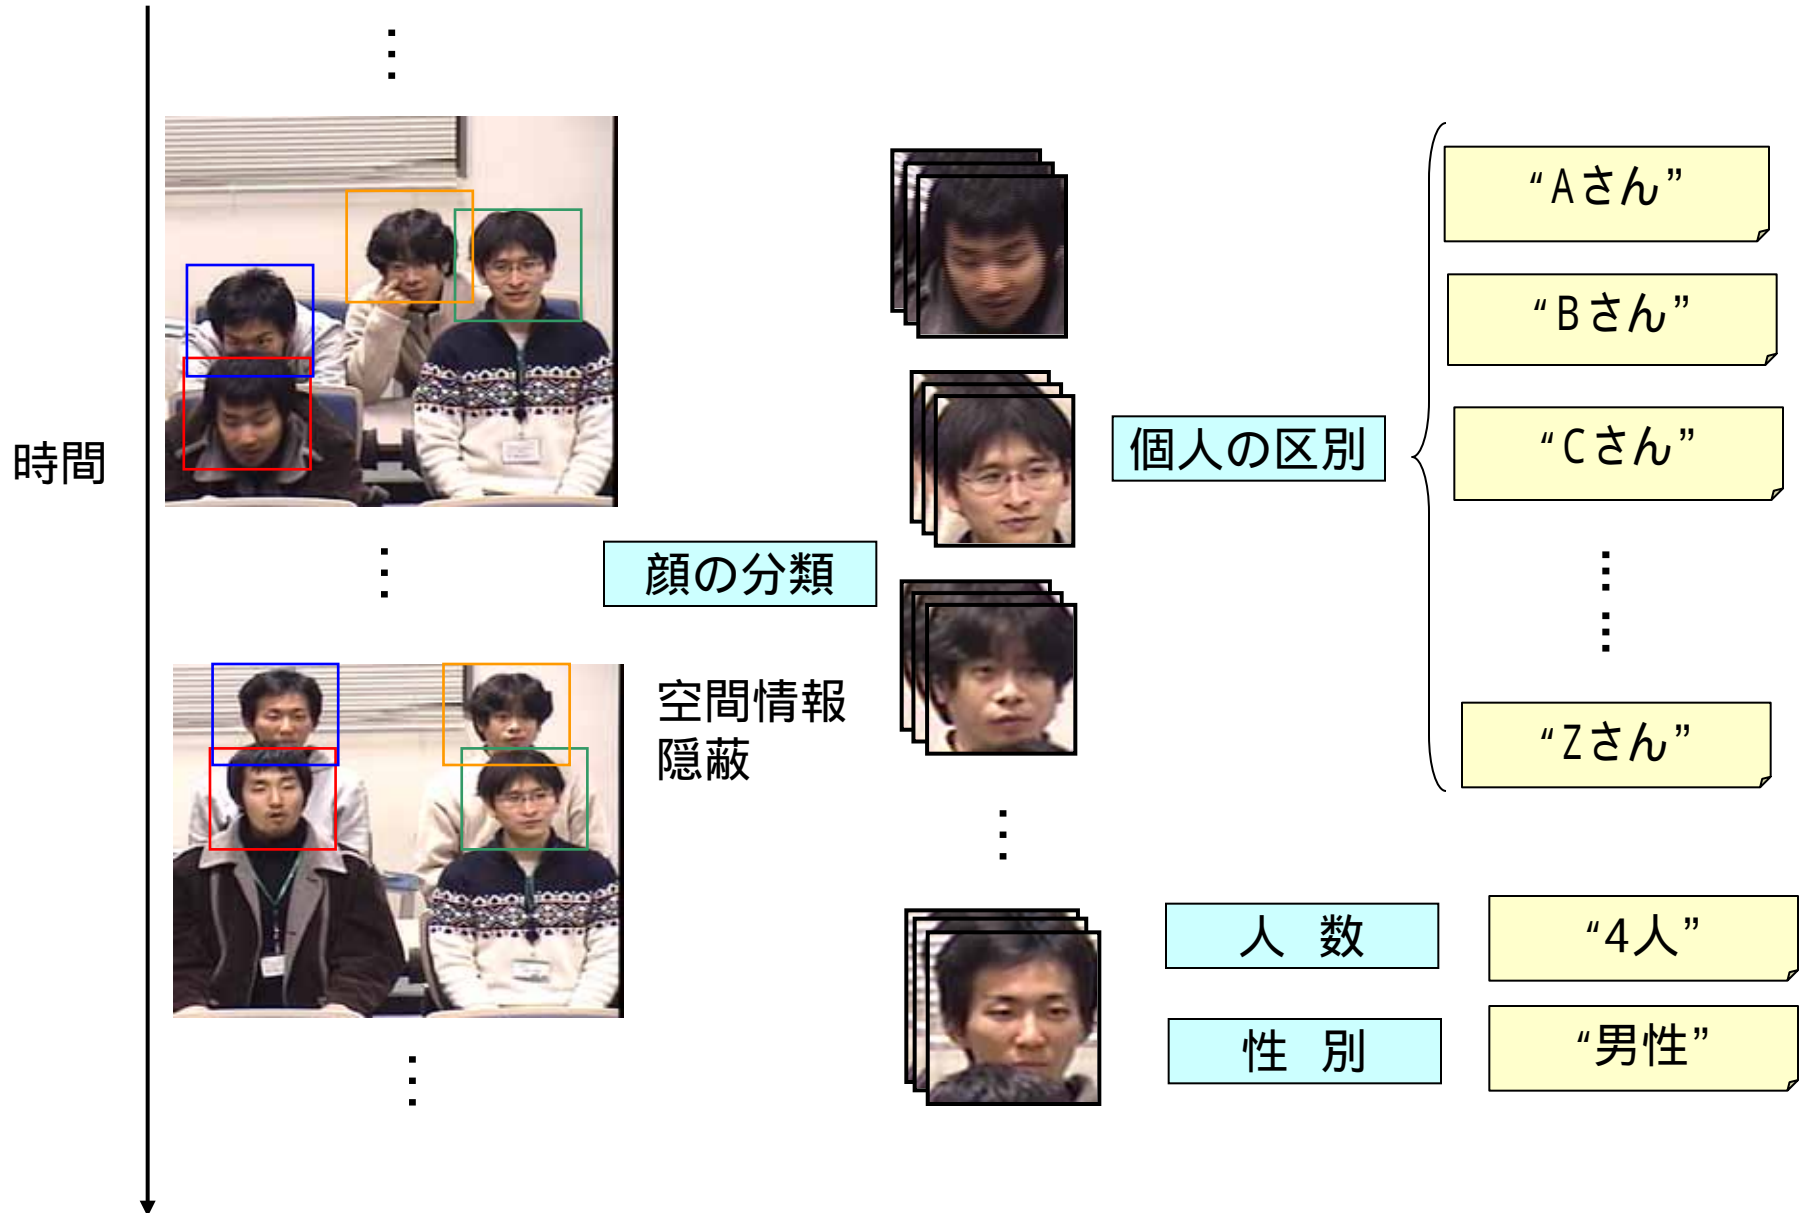 時間
顔の分類
空間情報
隠蔽
個人の区別
“Aさん”
“Bさん”
“Cさん”
“Zさん”
人 数
“4人”
性 別
“男性”